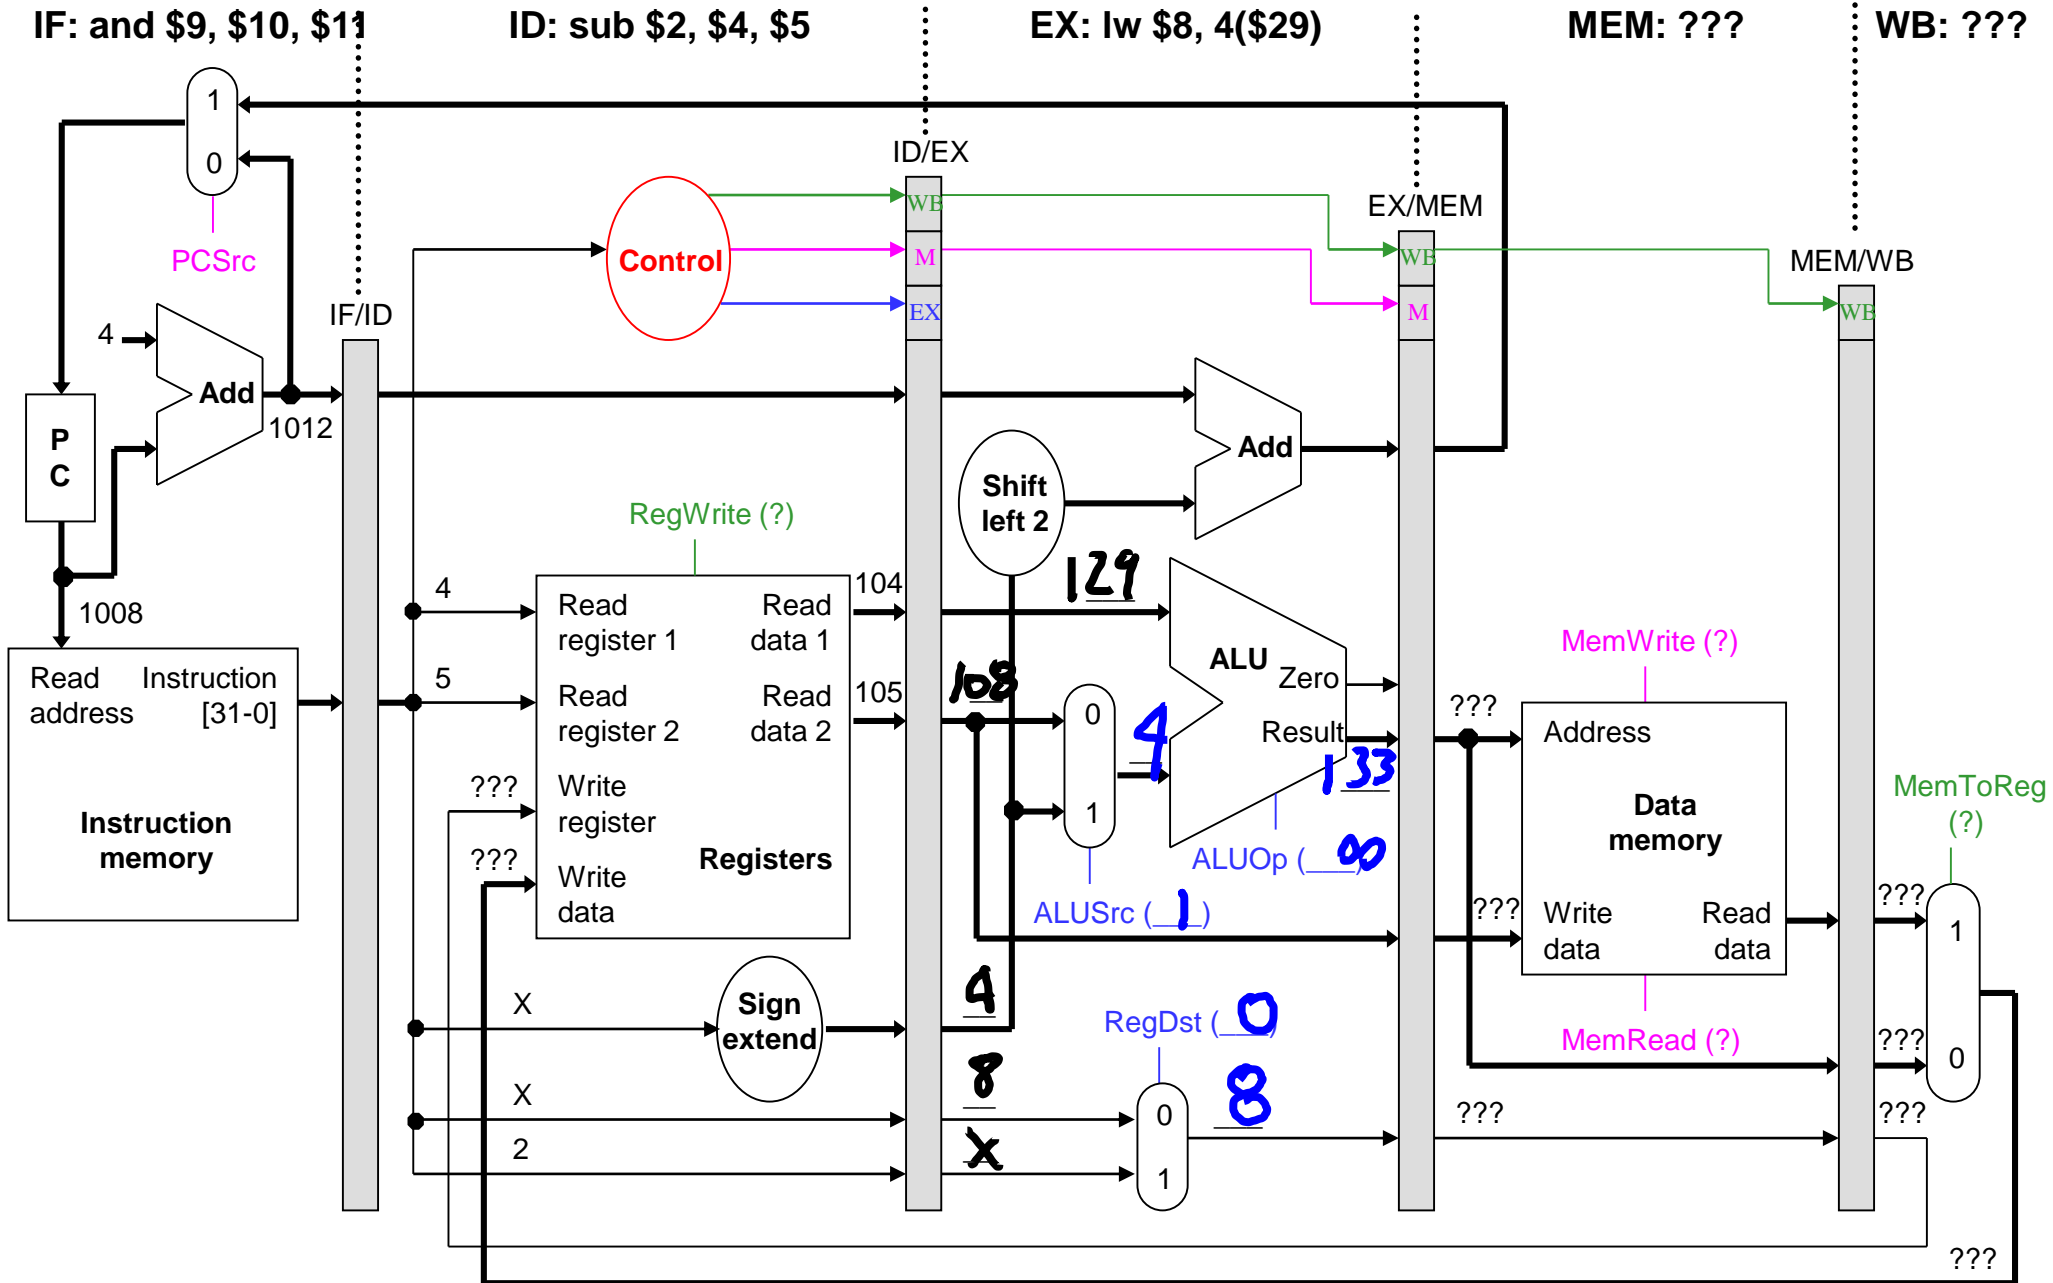 IF: and $9, $10, $11
ID: sub $2, $4, $5
EX: lw $8, 4($29)
MEM: ???
WB: ???
1
0
PCSrc
4
Add
1012
P
C
1008
Read
address
Instruction
[31-0]
Instruction
memory
IF/ID
Control
RegWrite (?)
4
5
???
???
Read
register 1
Read
data 1
Read
register 2
Read
data 2
Write
register
Write
data
Registers
104
105
X
Sign
extend
X
2
ID/EX
WB
M
EX
Shift
left 2
Add
129
108
0
1
4
ALU
Zero
Result
133
ALUOp (00)
ALUSrc (1)
4
8
X
RegDst (0)
0
1
8
EX/MEM
WB
M
???
???
???
MemWrite (?)
Address
Data
memory
Write
data
Read
data
MemRead (?)
MEM/WB
WB
MemToReg
(?)
???
???
???
1
0
???